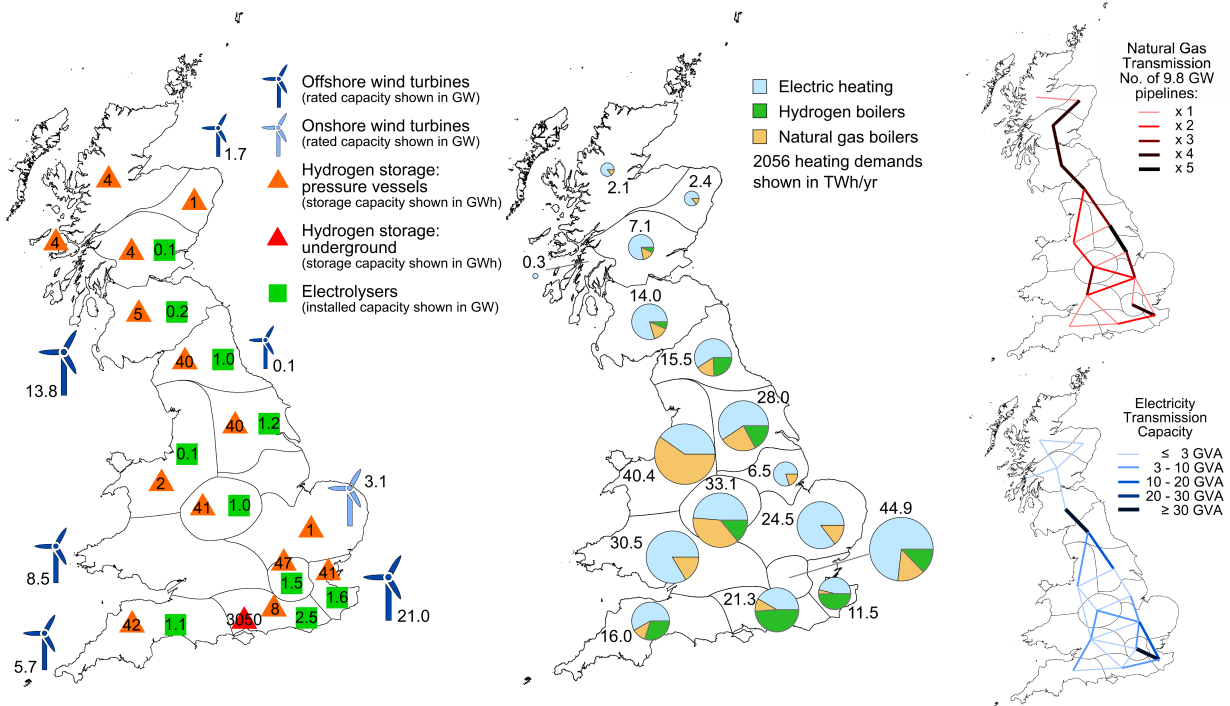 Offshore wind turbines
(rated capacity shown in GW)
Onshore wind turbines
(rated capacity shown in GW)
Hydrogen storage:
pressure vessels
(storage capacity shown in GWh)
Hydrogen storage:
underground
(storage capacity shown in GWh)
Electrolysers
(installed capacity shown in GW)
1.7
4
1
4
4
0.1
5
0.2
13.8
40
1.0
0.1
40
1.2
0.1
2
3.1
41
1.0
1
8.5
47
41
1.5
1.6
21.0
8
3050
2.5
42
1.1
5.7
Electric heating
Hydrogen boilers
Natural gas boilers
2056 heating demands
shown in TWh/yr
2.1
2.1
2.4
7.1
0.3
14.0
15.5
28.0
40.4
6.5
33.1
24.5
44.9
30.5
21.3
11.5
16.0
Natural Gas
Transmission
No. of 9.8 GW
pipelines:
x 1
x 2
x 3
x 4
x 5
Electricity
Transmission
Capacity
≤ 3 GVA
3 - 10 GVA
10 - 20 GVA
20 - 30 GVA
≥ 30 GVA